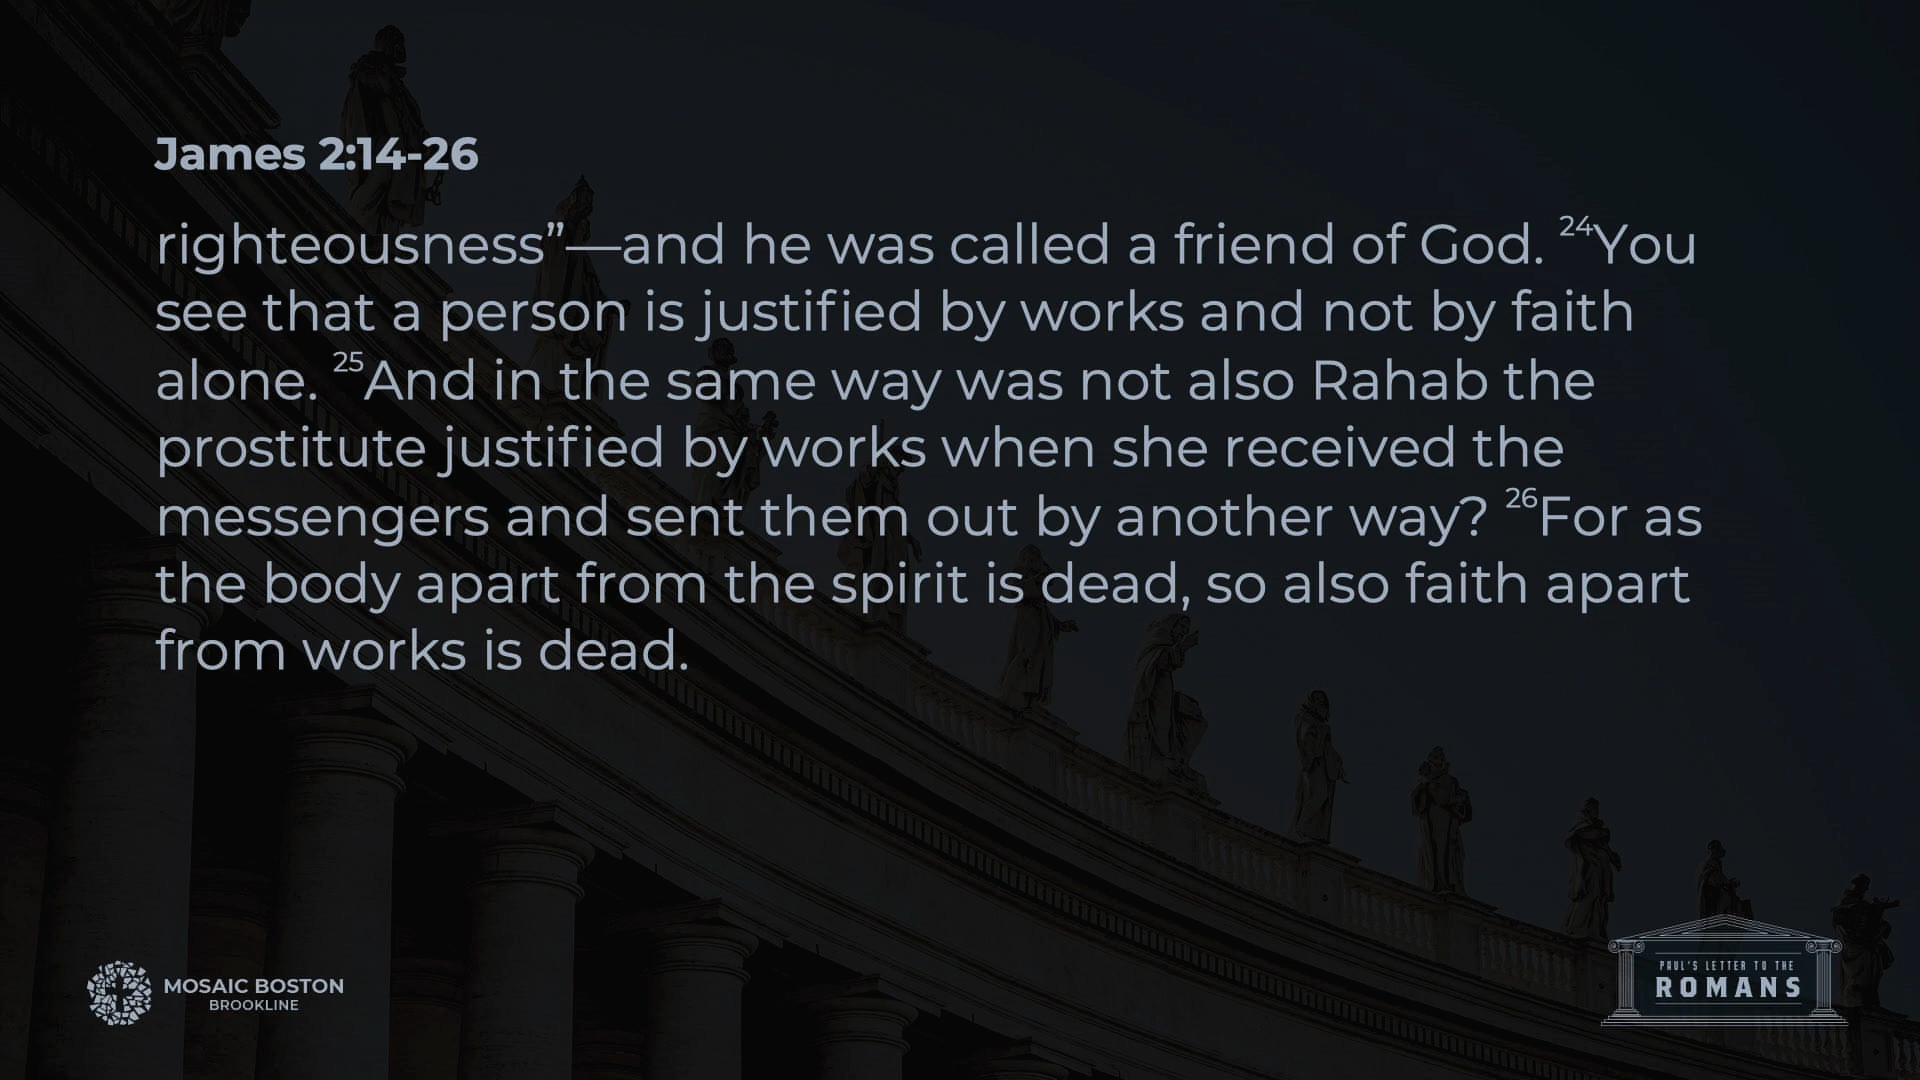 James 2:14-26
righteousness”—and he was called a friend of God. 24You
see that a person is justified by works and not by faith
alone. 25And in the same way was not also Rahab the
prostitute justified by works when she received the
messengers and sent them out by another way? 26For as
the body apart from the spirit is dead, so also faith apart
from works is dead.
MOSAIC BOSTON
BROOKLINE
PAUL'S LETTER TO THE
ROMANS